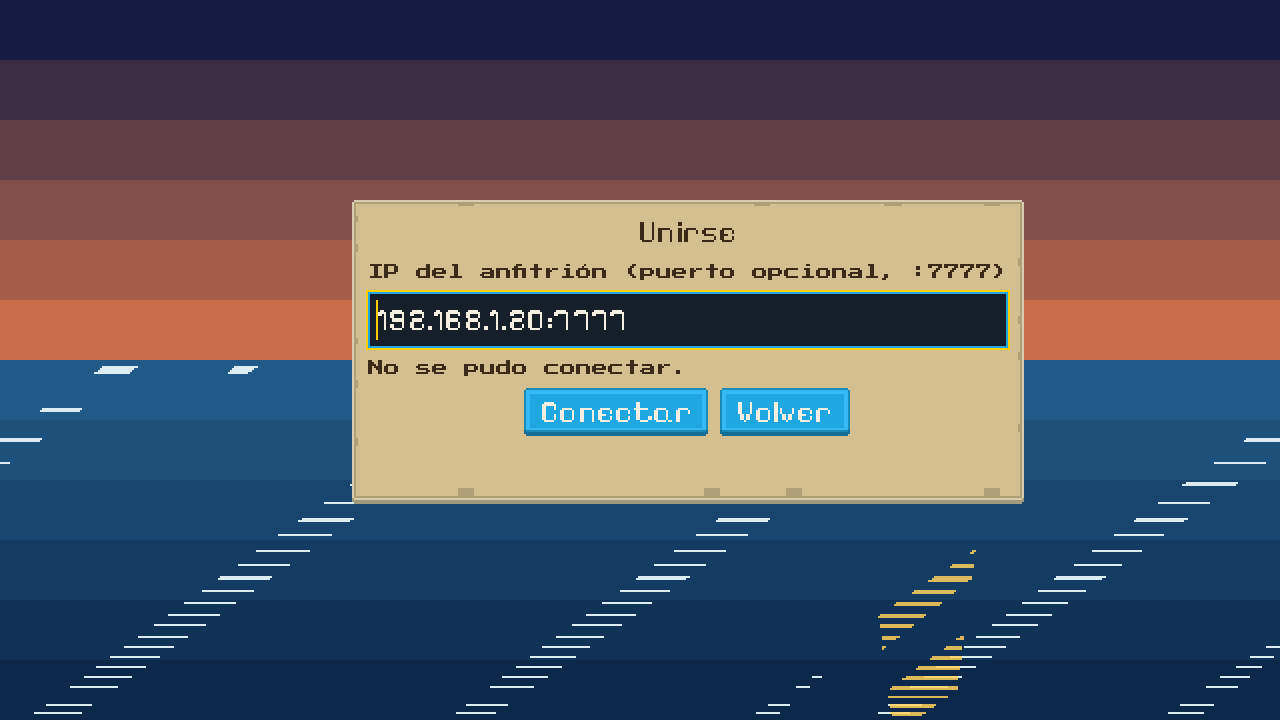 Unirse
IP del anfitrión (puerto opcional, :7777)
192.168.1.20:7777
No se pudo conectar.
Conectar
Volver